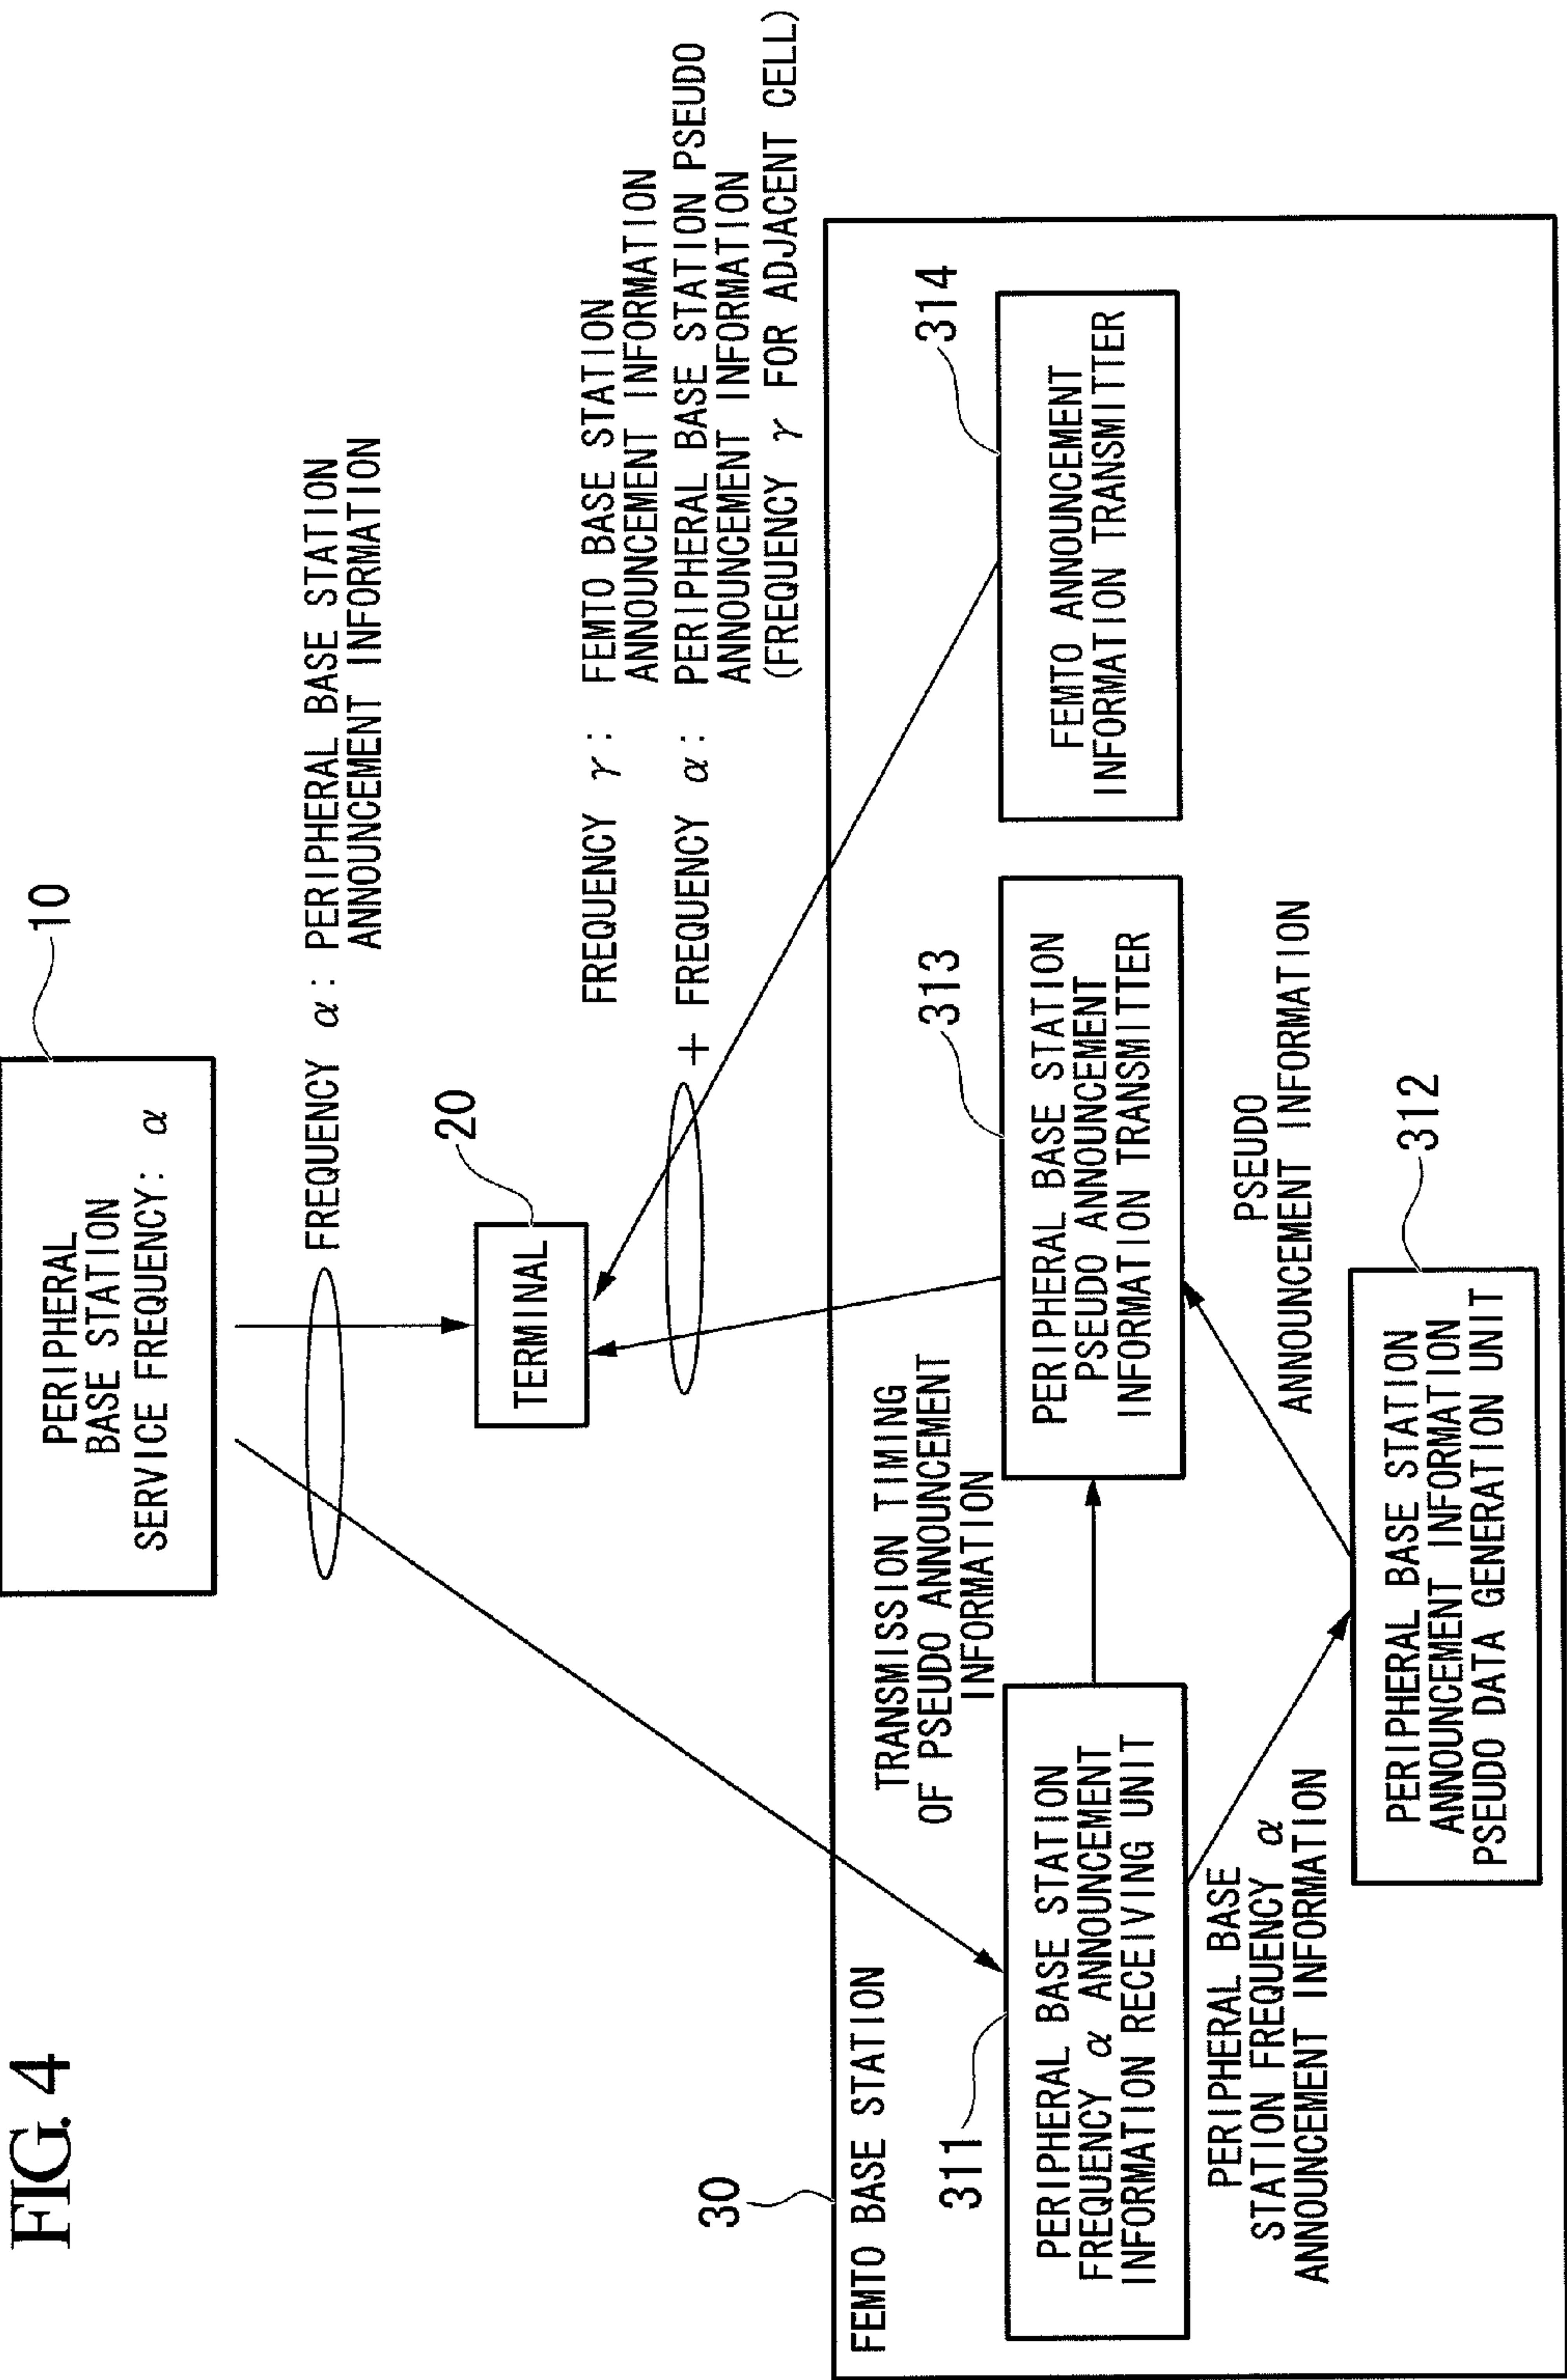 FIG. 4
PERIPHERAL
BASE STATION
SERVICE FREQUENCY: α
10
FREQUENCY α: PERIPHERAL BASE STATION
ANNOUNCEMENT INFORMATION
20
TERMINAL
FREQUENCY γ: FEMTO BASE STATION
ANNOUNCEMENT INFORMATION
+ FREQUENCY α: PERIPHERAL BASE STATION PSEUDO
ANNOUNCEMENT INFORMATION
(FREQUENCY γ FOR ADJACENT CELL)
30
FEMTO BASE STATION
311
PERIPHERAL BASE STATION
FREQUENCY α ANNOUNCEMENT
INFORMATION RECEIVING UNIT
TRANSMISSION TIMING
OF PSEUDO ANNOUNCEMENT
INFORMATION
313
PERIPHERAL BASE STATION
PSEUDO ANNOUNCEMENT
INFORMATION TRANSMITTER
314
FEMTO ANNOUNCEMENT
INFORMATION TRANSMITTER
PERIPHERAL BASE
STATION FREQUENCY α
ANNOUNCEMENT INFORMATION
PSEUDO
ANNOUNCEMENT INFORMATION
312
PERIPHERAL BASE STATION
ANNOUNCEMENT INFORMATION
PSEUDO DATA GENERATION UNIT